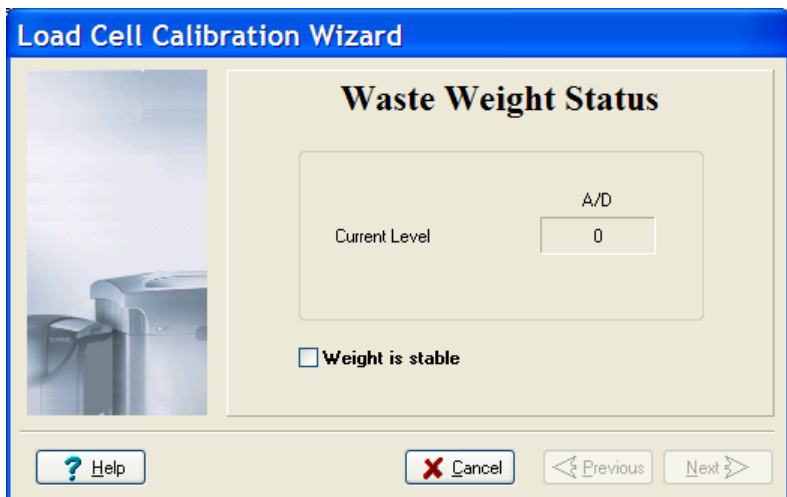 Load Cell Calibration Wizard
Waste Weight Status
A/D
Current Level 0
Weight is stable
Help Cancel Previous Next